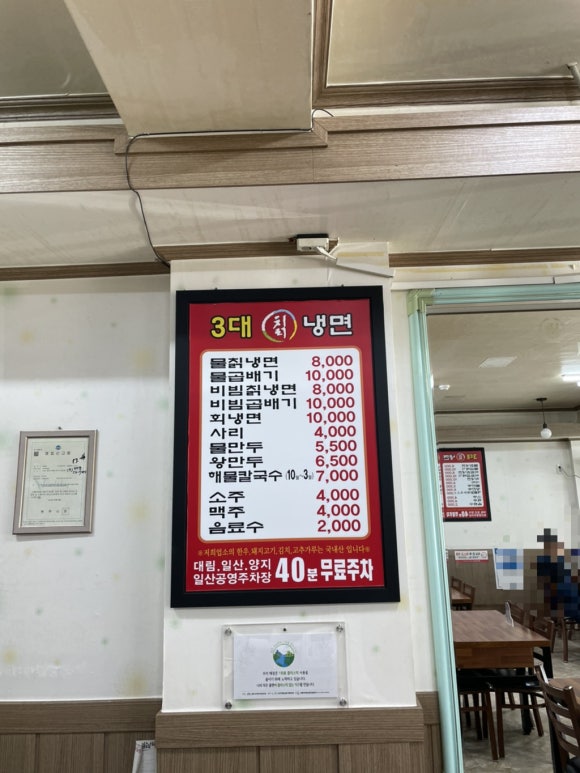 3대 칡 냉면
물칡냉면 8,000
물곱배기 10,000
비빔칡냉면 8,000
비빔곱배기 10,000
회냉면 10,000
사리 4,000
물만두 5,500
왕만두 6,500
해물칼국수(10월~3월) 7,000
소주 4,000
맥주 4,000
음료수 2,000
※저희업소의 한우,돼지고기,김치,고추가루는 국내산 입니다※
대림.일산.양지
일산공영주차장 40분 무료주차